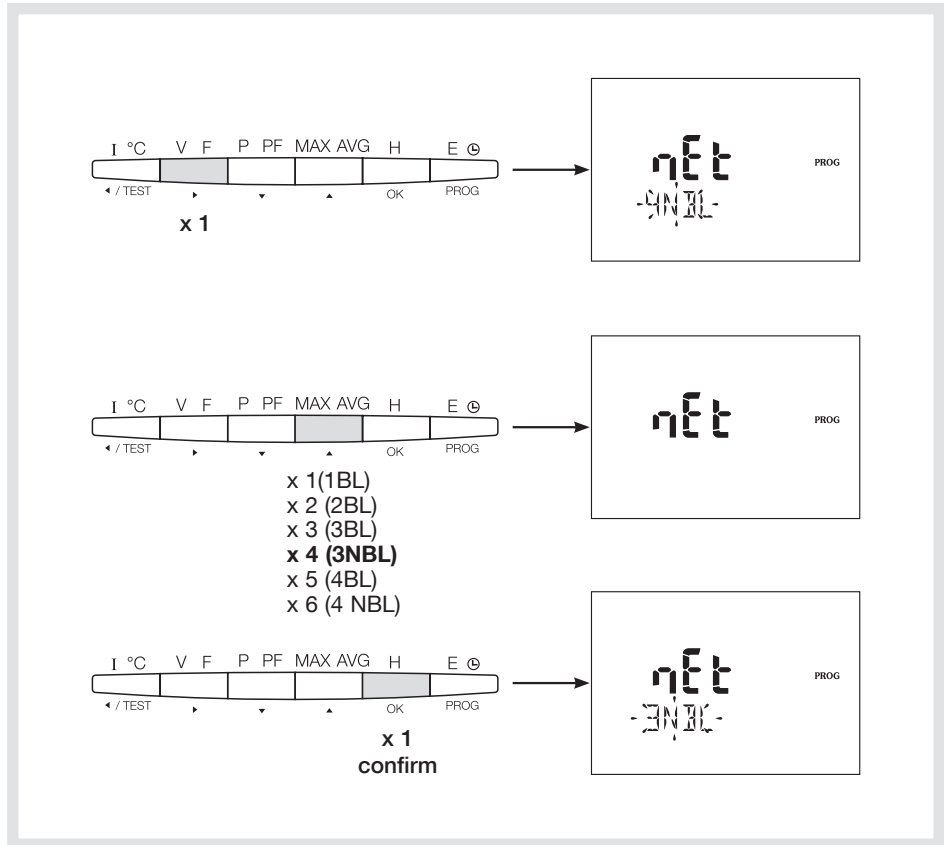 I °C V F P PF MAX AVG H E
/ TEST OK PROG
x 1
nEt PROG
4NBL
I °C V F P PF MAX AVG H E
/ TEST OK PROG
x 1(1BL)
x 2 (2BL)
x 3 (3BL)
x 4 (3NBL)
x 5 (4BL)
x 6 (4 NBL)
nEt PROG
I °C V F P PF MAX AVG H E
/ TEST OK PROG
x 1
confirm
nEt PROG
3NBL